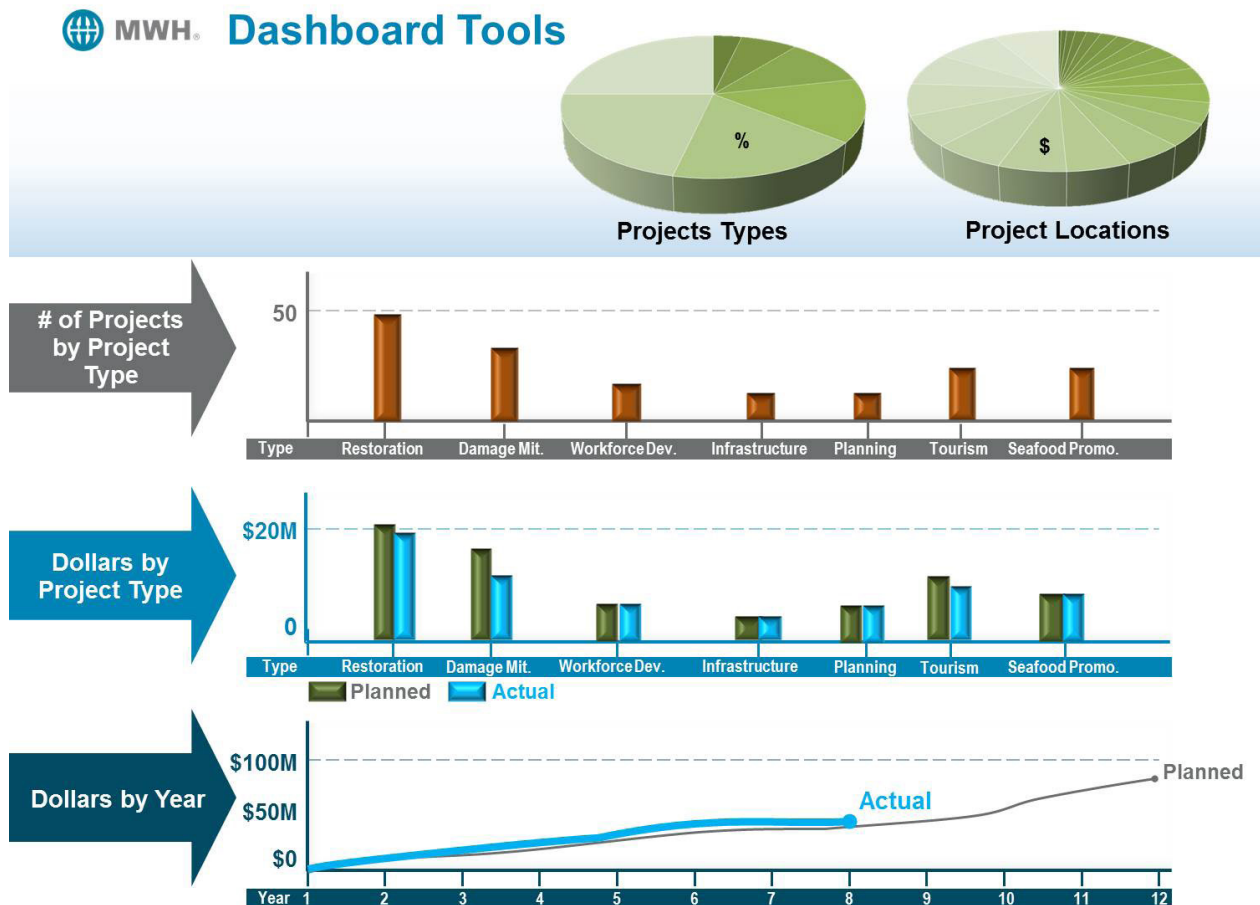 MWH® Dashboard Tools
%
$
Projects Types
Project Locations
# of Projects
by Project
Type
50
Type Restoration Damage Mit. Workforce Dev. Infrastructure Planning Tourism Seafood Promo.
Dollars by
Project Type
$20M
0
Type Restoration Damage Mit. Workforce Dev. Infrastructure Planning Tourism Seafood Promo.
Planned Actual
Dollars by Year
$100M
$50M
$0
Planned
Actual
Year 1 2 3 4 5 6 7 8 9 10 11 12